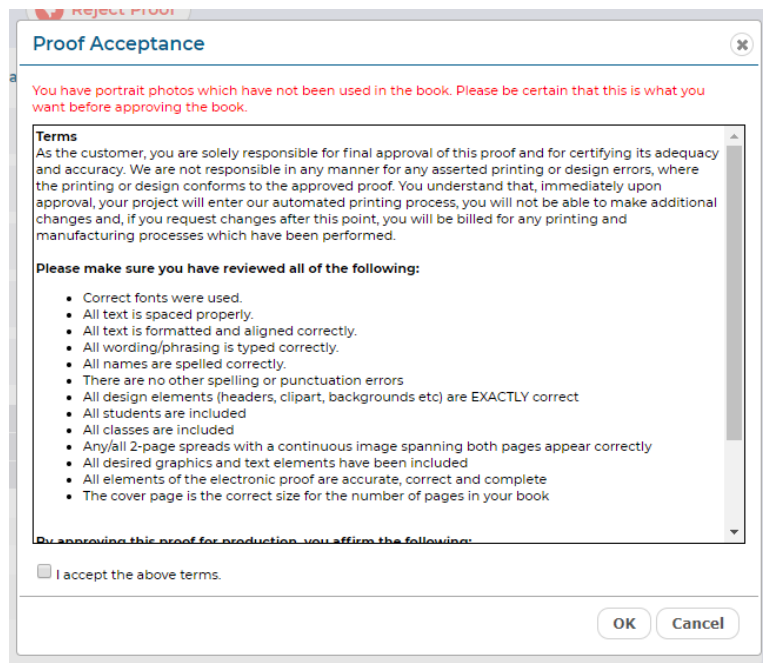 Reject Proof
Proof Acceptance
a
You have portrait photos which have not been used in the book. Please be certain that this is what you
want before approving the book.
Terms
As the customer, you are solely responsible for final approval of this proof and for certifying its adequacy
and accuracy. We are not responsible in any manner for any asserted printing or design errors, where
the printing or design conforms to the approved proof. You understand that, immediately upon
approval, your project will enter our automated printing process, you will not be able to make additional
changes and, if you request changes after this point, you will be billed for any printing and
manufacturing processes which have been performed.
Please make sure you have reviewed all of the following:
• Correct fonts were used.
• All text is spaced properly.
• All text is formatted and aligned correctly.
• All wording/phrasing is typed correctly.
• All names are spelled correctly.
• There are no other spelling or punctuation errors
• All design elements (headers, clipart, backgrounds etc) are EXACTLY correct
• All students are included
• All classes are included
• Any/all 2-page spreads with a continuous image spanning both pages appear correctly
• All desired graphics and text elements have been included
• All elements of the electronic proof are accurate, correct and complete
• The cover page is the correct size for the number of pages in your book
By approving this proof for production, you affirm the following:
I accept the above terms.
OK Cancel